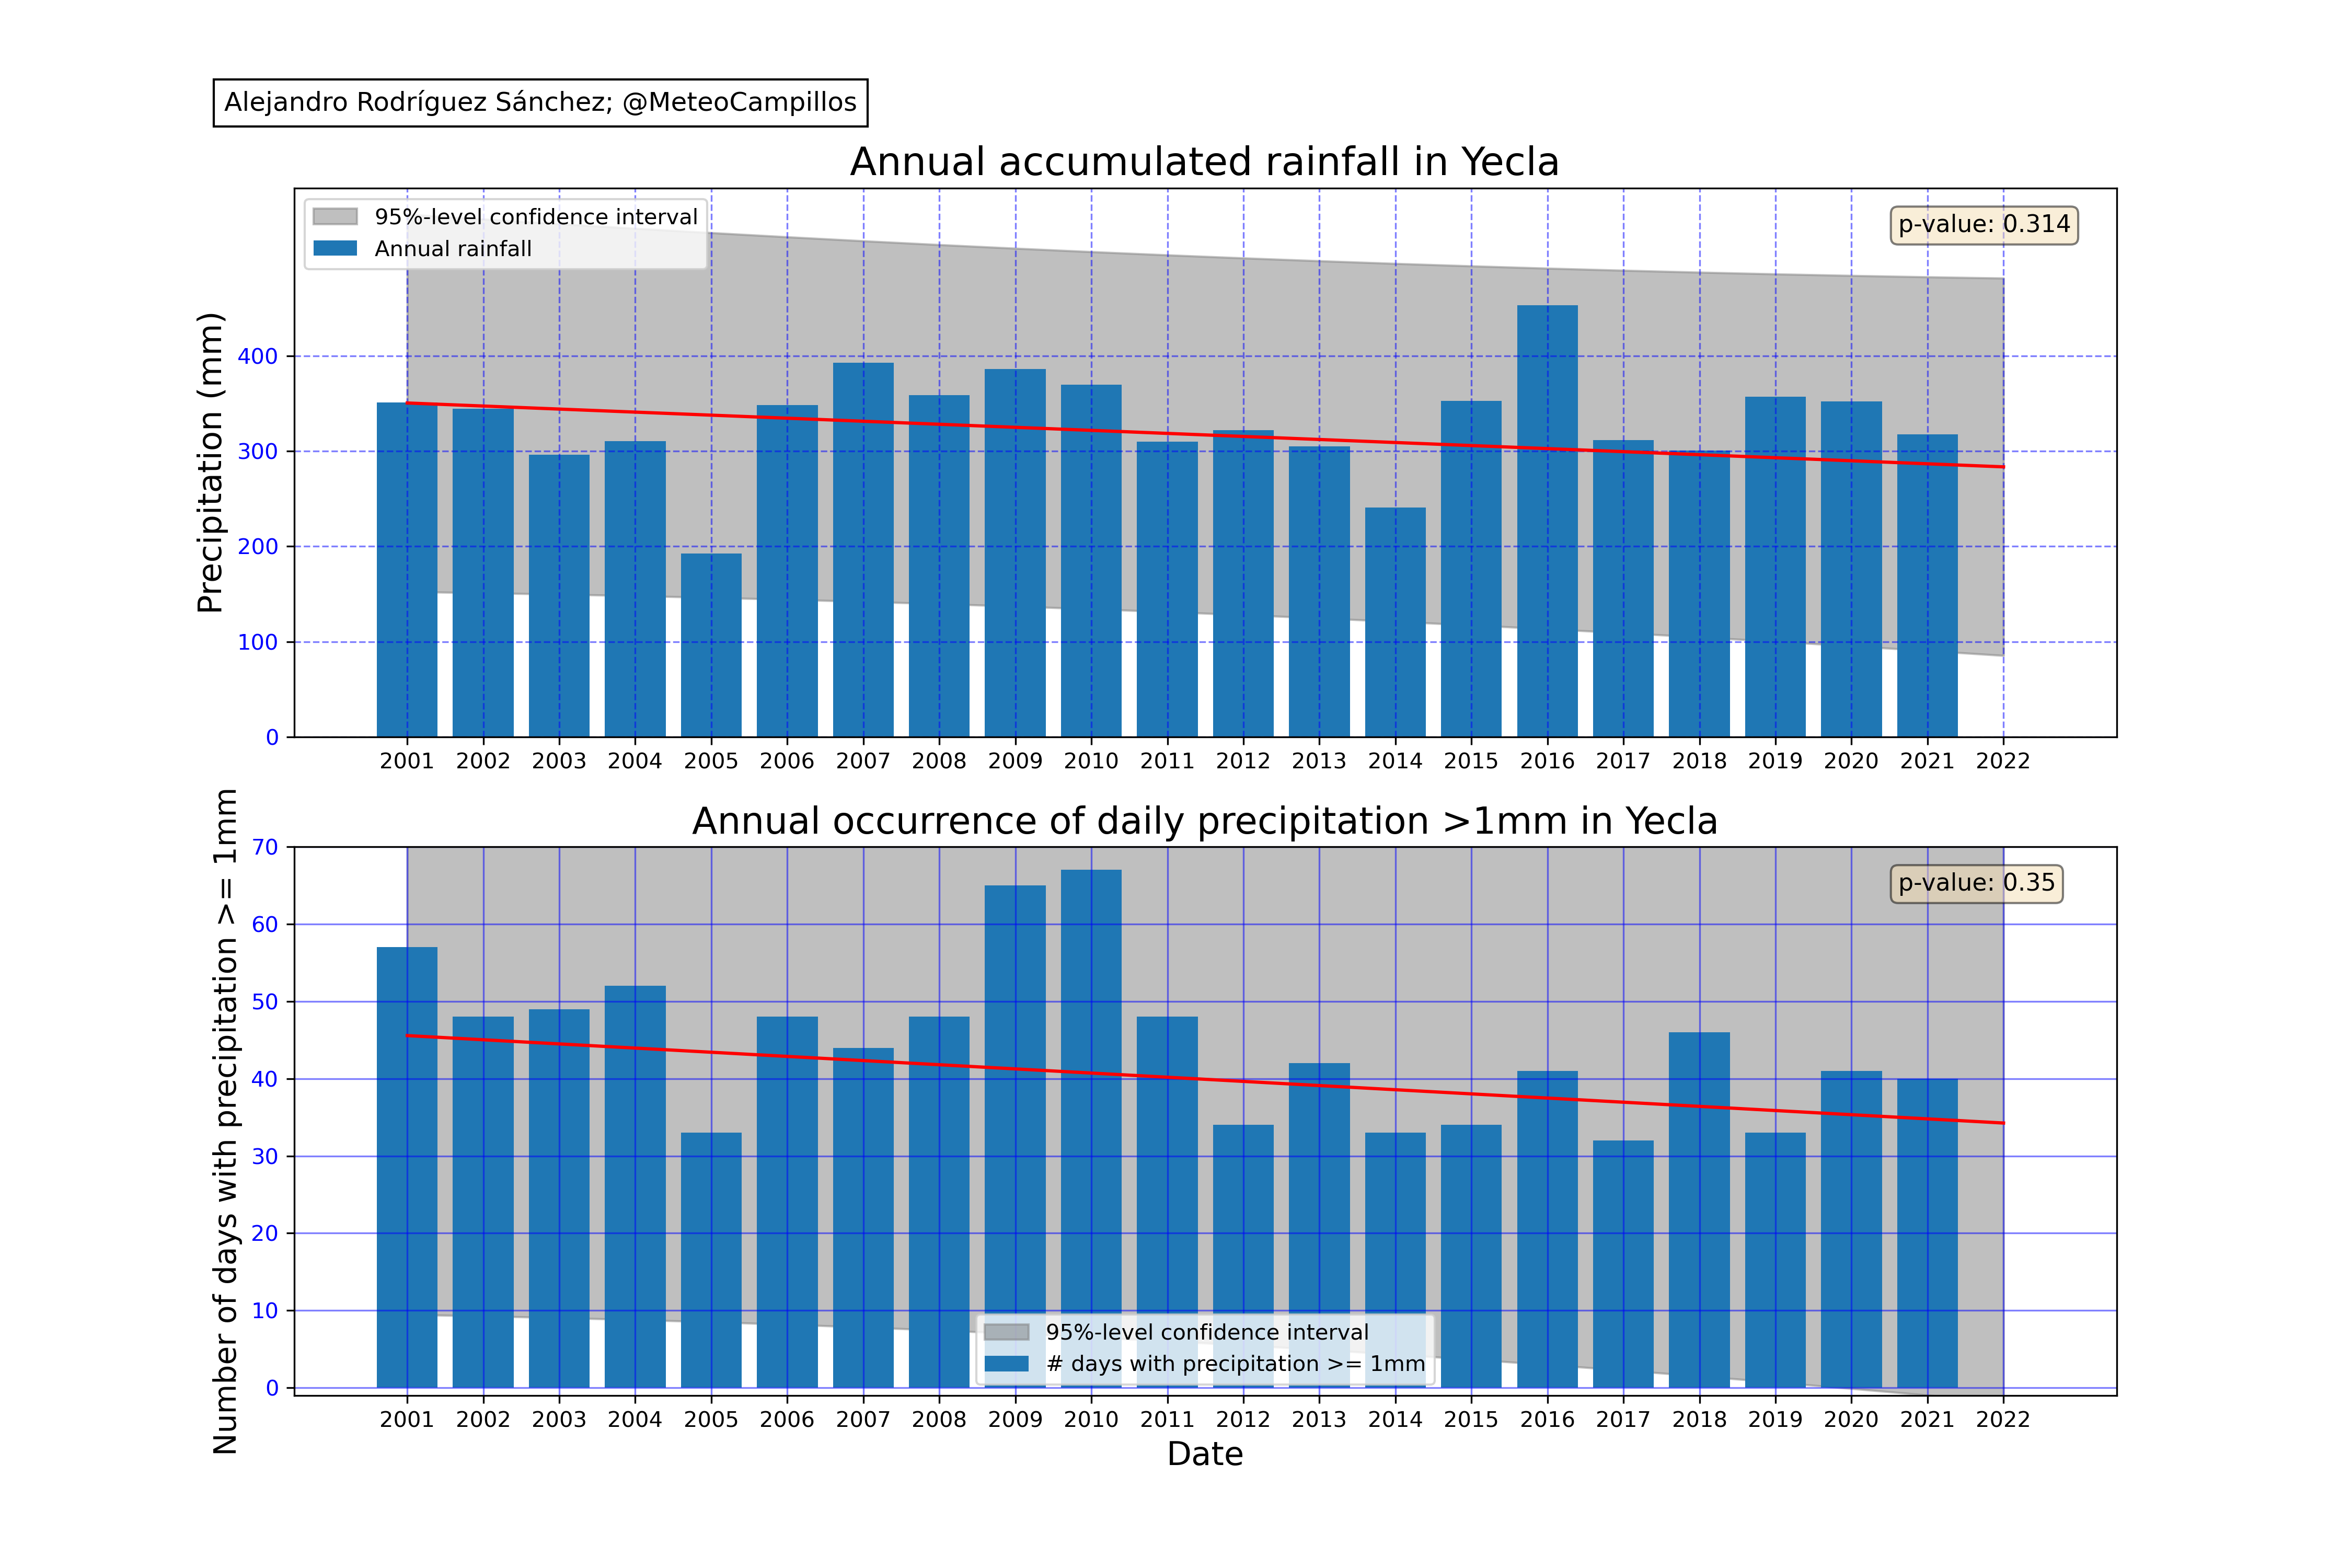 Alejandro Rodríguez Sánchez; @MeteoCampillos
Annual accumulated rainfall in Yecla
95%-level confidence interval
Annual rainfall
p-value: 0.314
Precipitation (mm)
400
300
200
100
0
2001 2002 2003 2004 2005 2006 2007 2008 2009 2010 2011 2012 2013 2014 2015 2016 2017 2018 2019 2020 2021 2022
Annual occurrence of daily precipitation >1mm in Yecla
p-value: 0.35
Number of days with precipitation >= 1mm
70
60
50
40
30
20
10
0
95%-level confidence interval
# days with precipitation >= 1mm
2001 2002 2003 2004 2005 2006 2007 2008 2009 2010 2011 2012 2013 2014 2015 2016 2017 2018 2019 2020 2021 2022
Date